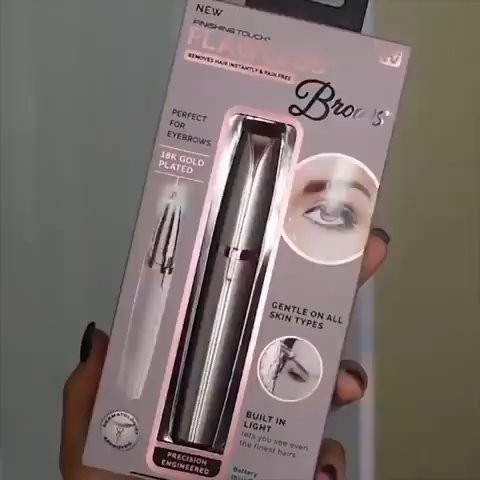 NEW
FINISHING TOUCH
FLAWLESS
REMOVES HAIR INSTANTLY & PAIN FREE
Brows
PERFECT
FOR
EYEBROWS
18K GOLD
PLATED
GENTLE ON ALL
SKIN TYPES
BUILT IN
LIGHT
lets you see even
the finest hairs
PRECISION
ENGINEERED
Battery